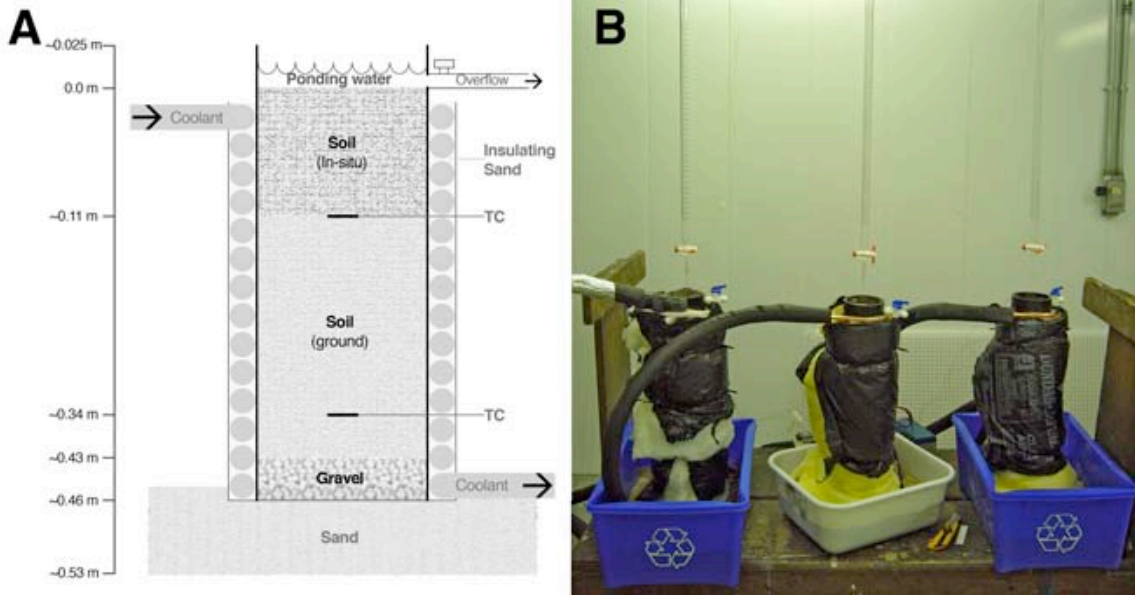 A
~0.025 m
Ponding water
Overflow
0.0 m
Coolant
Soil
(In-situ)
Insulating
Sand
~0.11 m
TC
Soil
(ground)
~0.34 m
TC
~0.43 m
Gravel
Coolant
~0.46 m
Sand
~0.53 m
B